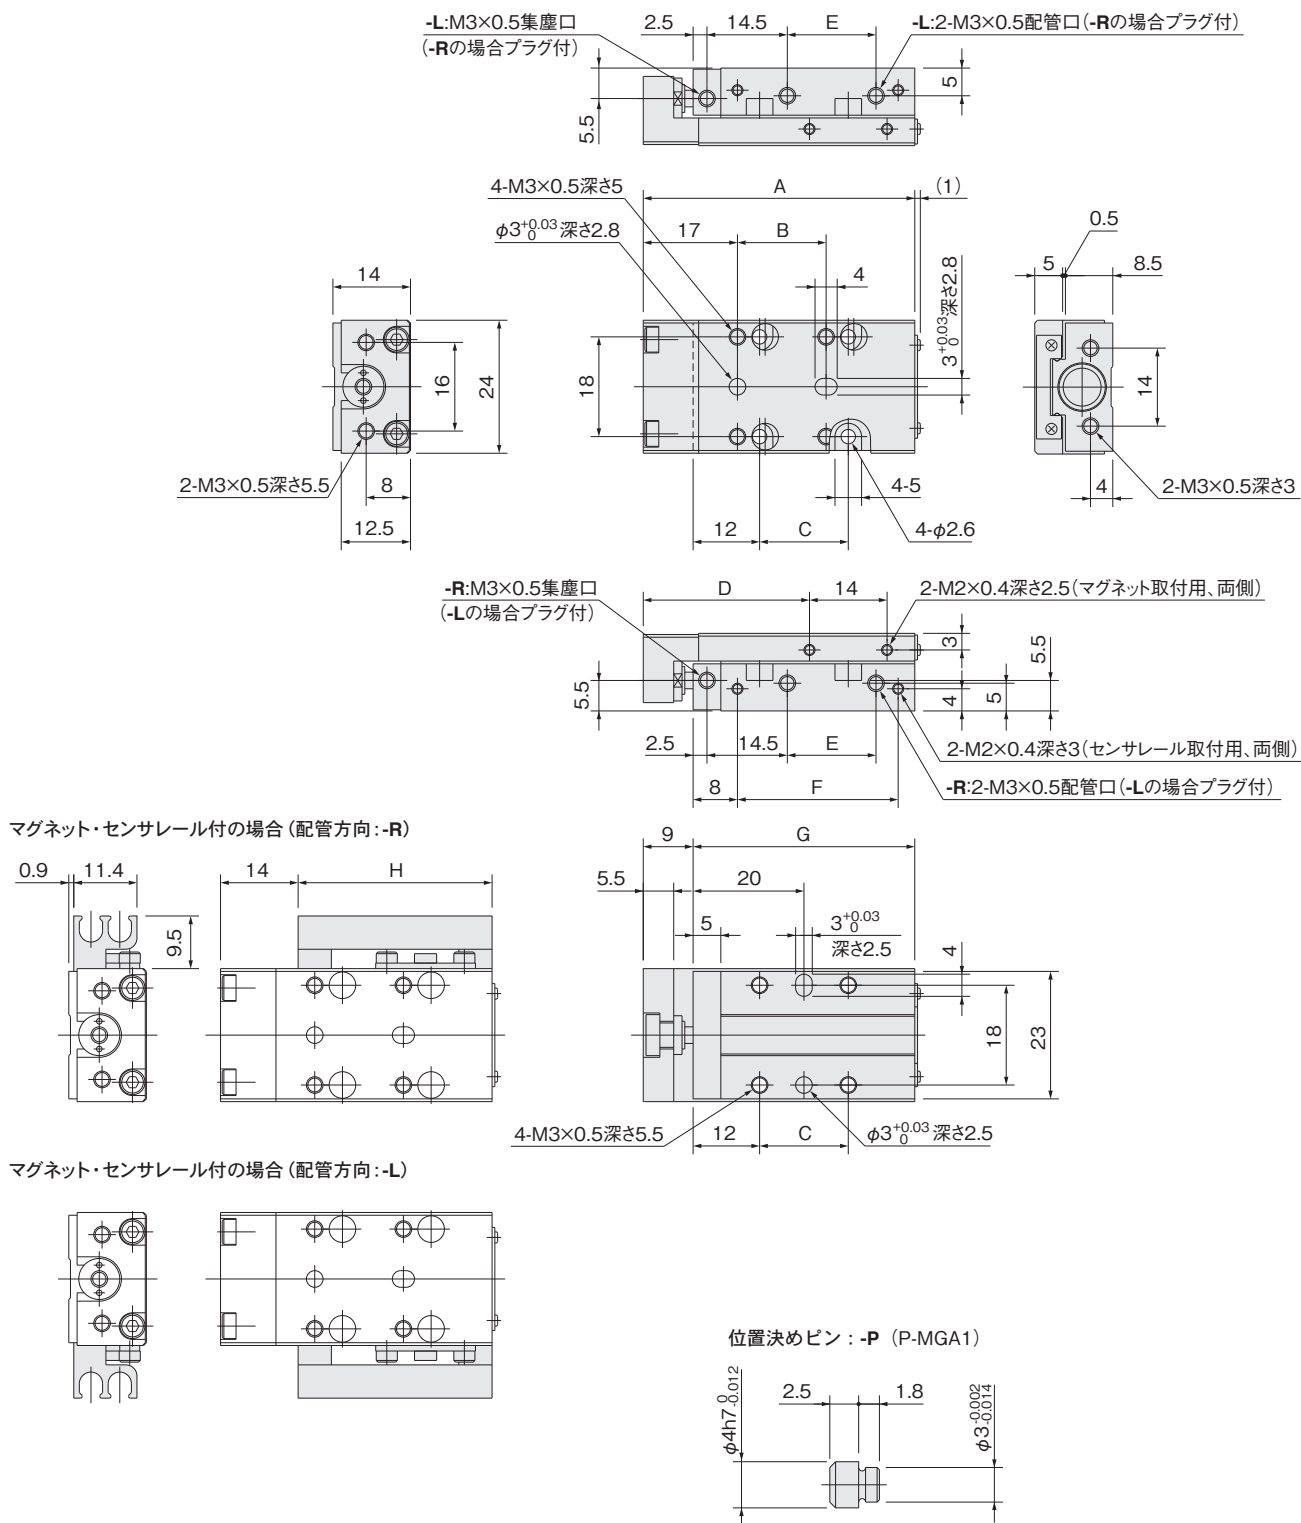 -L:M3×0.5集塵口
(-Rの場合プラグ付)
2.5
14.5
E
-L:2-M3×0.5配管口(-Rの場合プラグ付)
5.5
5
4-M3×0.5深さ5
A
(1)
φ3+0.03 0 深さ2.8
17
B
4
3+0.03 0 深さ2.8
0.5
5
8.5
14
16
24
18
14
2-M3×0.5深さ5.5
8
12.5
12
C
4-5
4-φ2.6
4
2-M3×0.5深さ3
-R:M3×0.5集塵口
(-Lの場合プラグ付)
D
14
2-M2×0.4深さ2.5(マグネット取付用、両側)
3
5.5
5.5
4
5
2.5
14.5
E
2-M2×0.4深さ3(センサレール取付用、両側)
8
F
-R:2-M3×0.5配管口(-Lの場合プラグ付)
マグネット・センサレール付の場合(配管方向:-R)
0.9
11.4
14
H
9
G
5.5
20
5
3+0.03 0
深さ2.5
4
9.5
18
23
4-M3×0.5深さ5.5
12
C
φ3+0.03 0 深さ2.5
マグネット・センサレール付の場合(配管方向:-L)
位置決めピン:-P (P-MGA1)
2.5
1.8
φ4h7 0 -0.012
φ3-0.002 -0.014